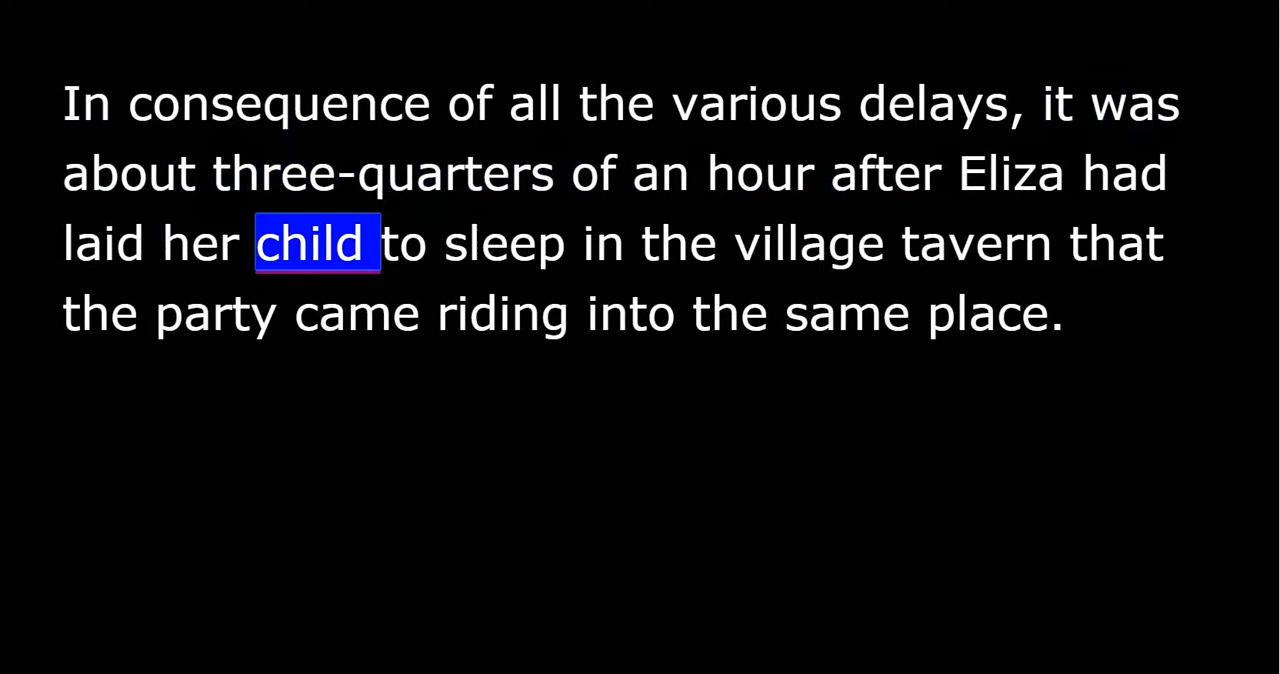 In consequence of all the various delays, it was
about three-quarters of an hour after Eliza had
laid her child to sleep in the village tavern that
the party came riding into the same place.